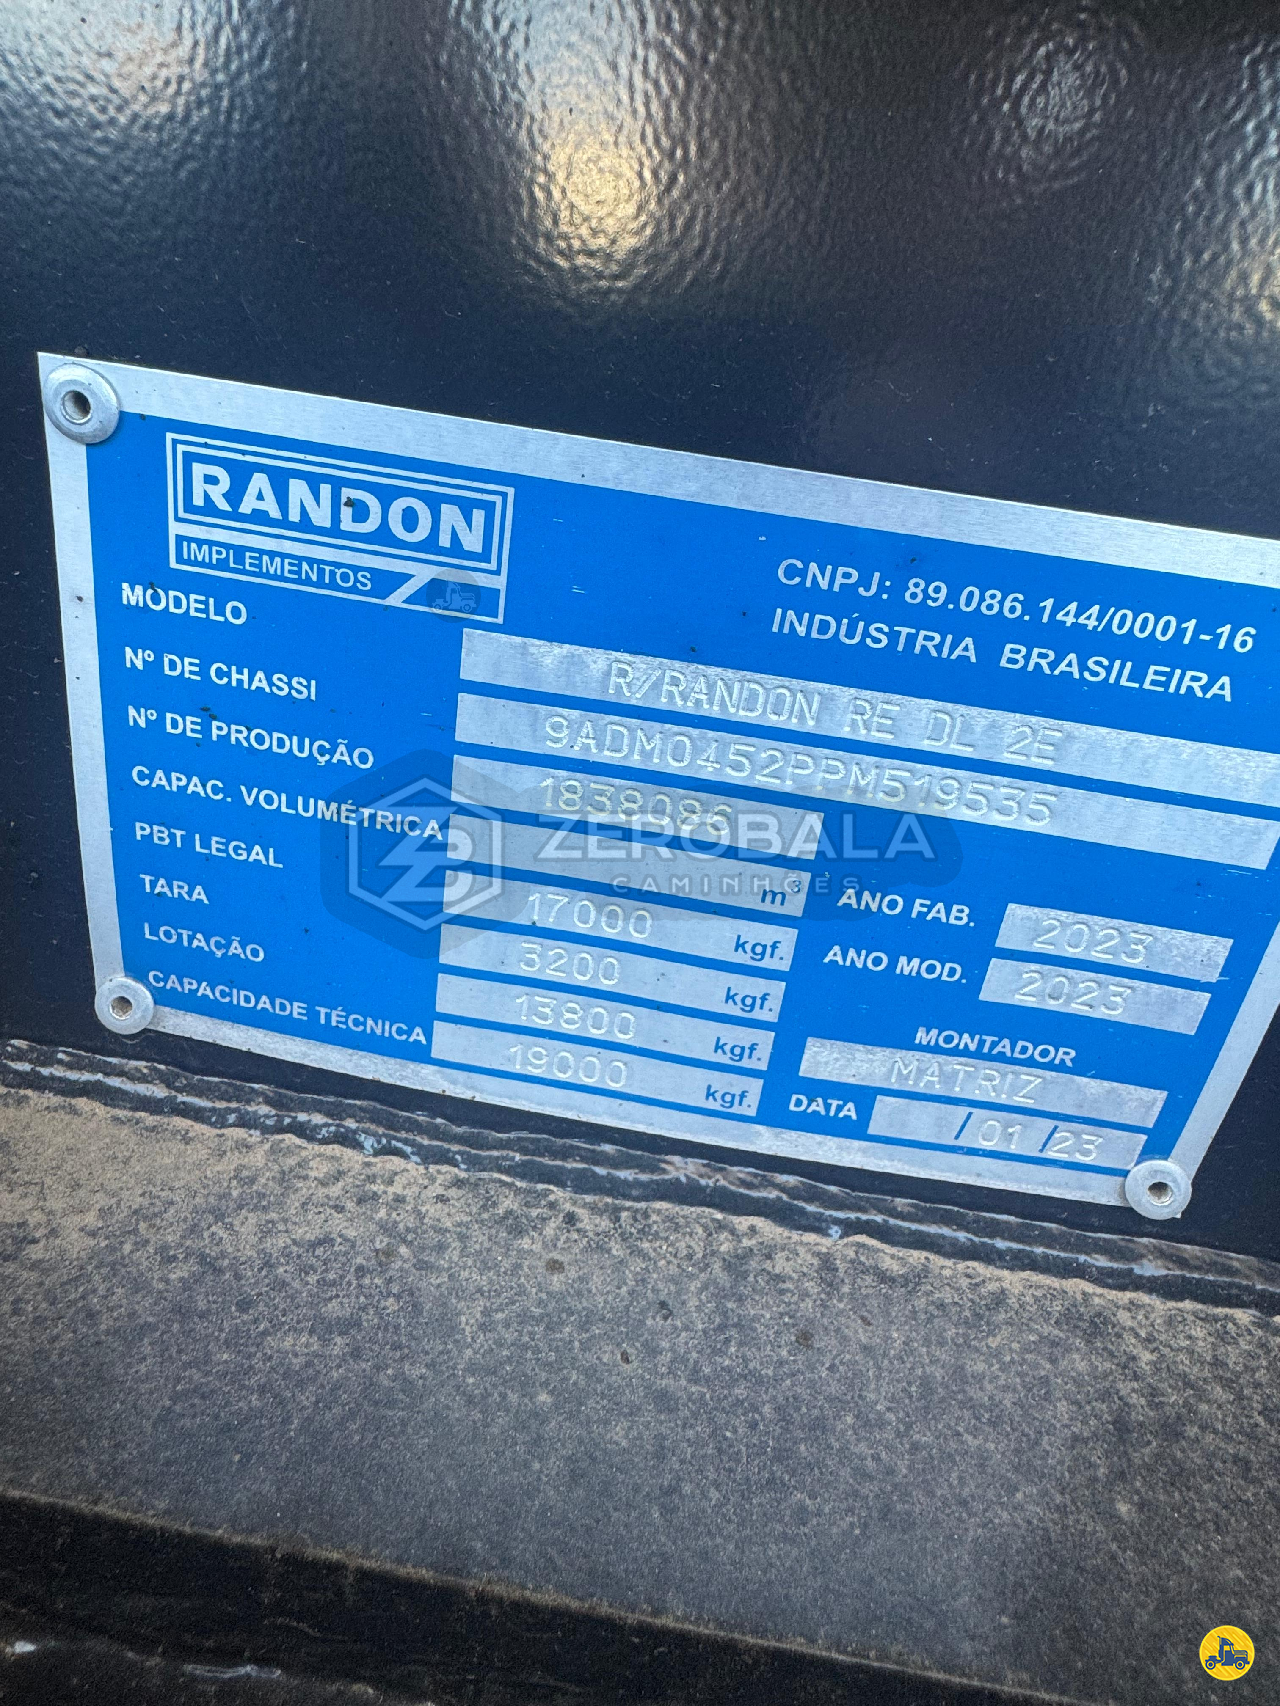 RANDON
IMPLEMENTOS
CNPJ: 89.086.144/0001-16
INDÚSTRIA BRASILEIRA
MODELO R/RANDON RE DL 2E
Nº DE CHASSI 9ADM0452PPM519535
Nº DE PRODUÇÃO 1838086
CAPAC. VOLUMÉTRICA m³
PBT LEGAL 17000 kgf.
TARA 3200 kgf.
LOTAÇÃO 13800 kgf.
CAPACIDADE TÉCNICA 19000 kgf.
ANO FAB. 2023
ANO MOD. 2023
MONTADOR
MATRIZ
DATA /01/23
ZEROBALA
CAMINHÕES